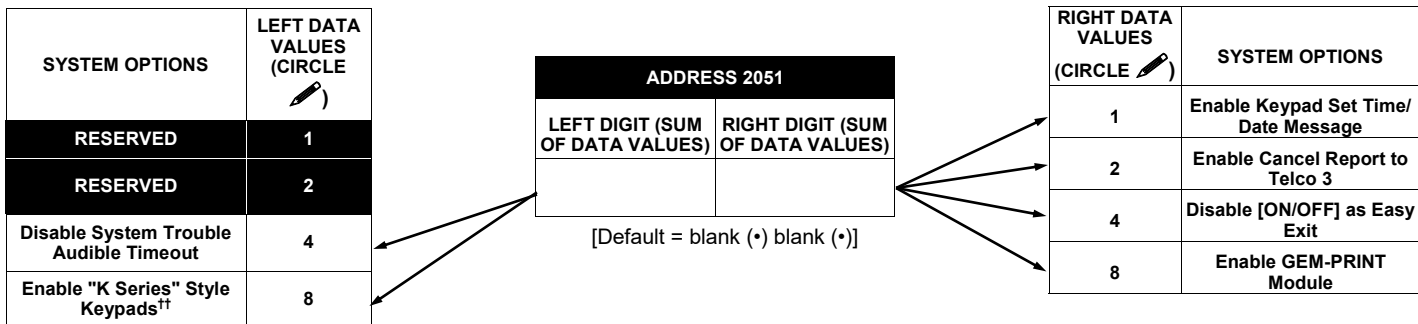 SYSTEM OPTIONS
LEFT DATA
VALUES
(CIRCLE
)
RESERVED
1
RESERVED
2
Disable System Trouble
Audible Timeout
4
Enable "K Series" Style
Keypads††
8
ADDRESS 2051
LEFT DIGIT (SUM
OF DATA VALUES)
RIGHT DIGIT (SUM
OF DATA VALUES)
[Default = blank (•) blank (•)]
RIGHT DATA
VALUES
(CIRCLE )
SYSTEM OPTIONS
1
Enable Keypad Set Time/
Date Message
2
Enable Cancel Report to
Telco 3
4
Disable [ON/OFF] as Easy
Exit
8
Enable GEM-PRINT
Module